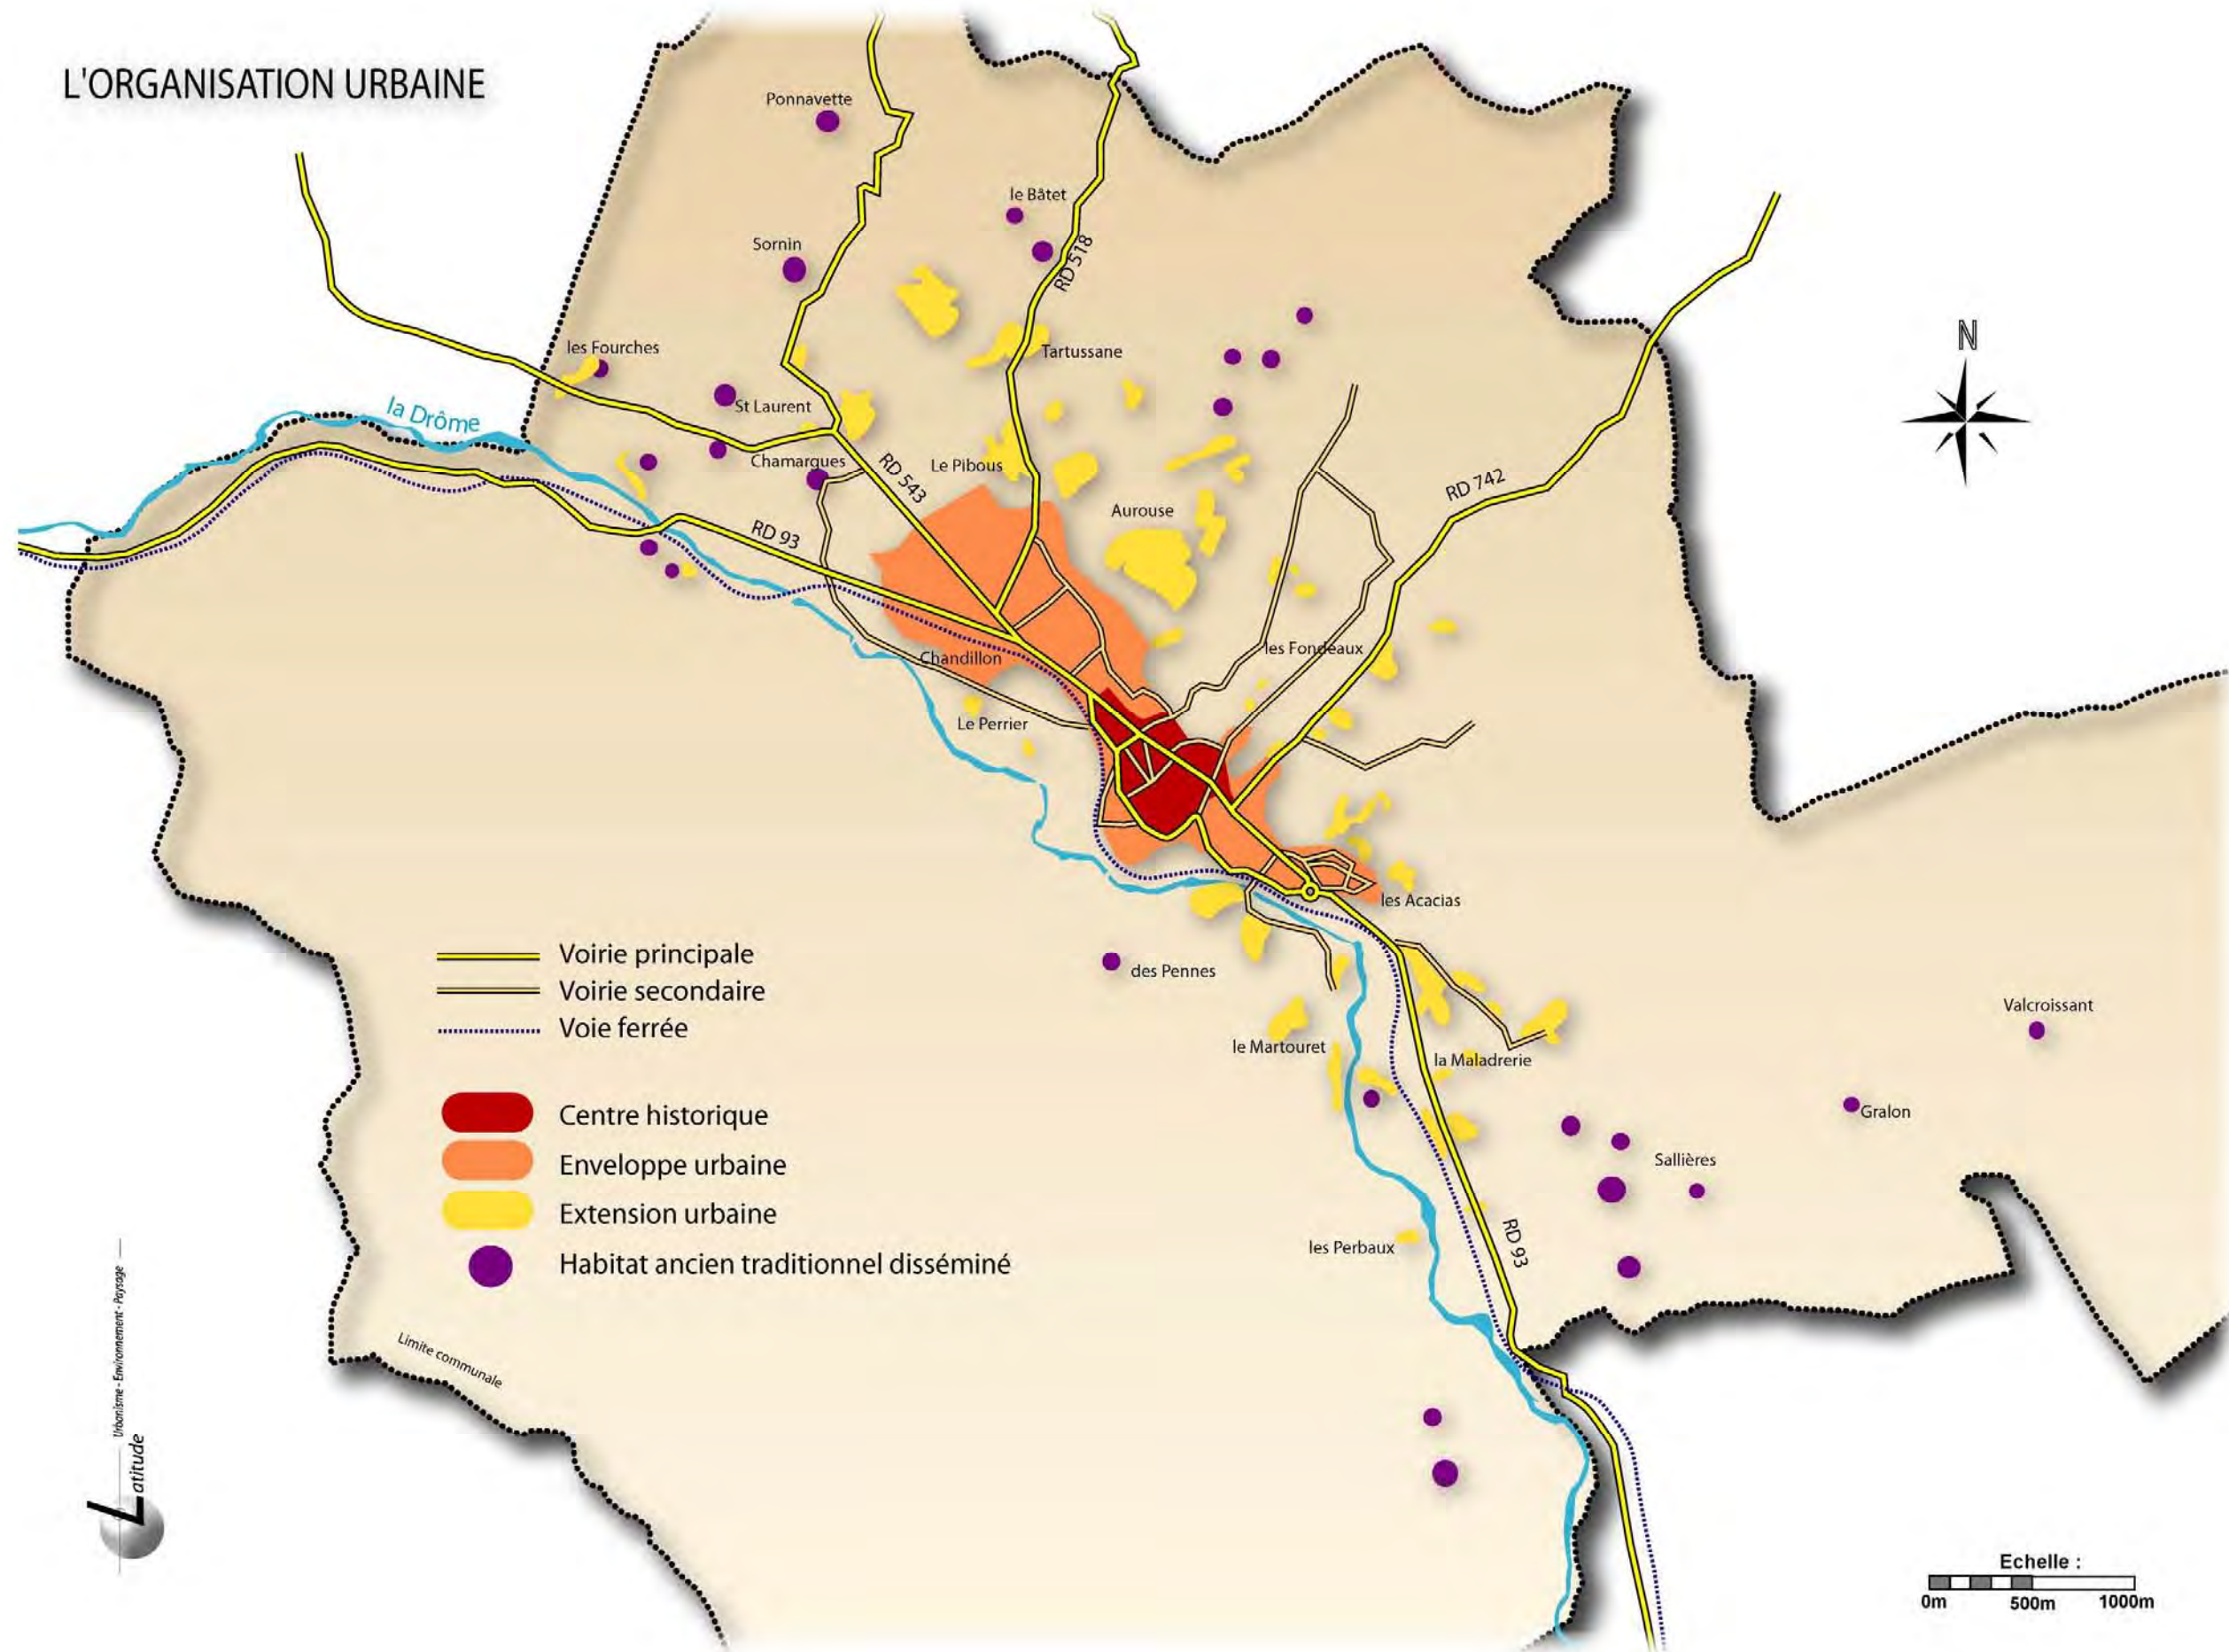 L'ORGANISATION URBAINE
Ponnavette
le Bâtet
Sornin
RD 518
N
les Fourches
Tartussane
la Drôme
St Laurent
Chamarques
RD 543
Le Pibous
RD 742
Aurouse
RD 93
les Fondeaux
Chandillon
Le Perrier
les Acacias
des Pennes
Voirie principale
Voirie secondaire
Voie ferrée
Valcroissant
le Martouret
la Maladrerie
Gralon
Centre historique
Enveloppe urbaine
Extension urbaine
Habitat ancien traditionnel disséminé
Sallières
RD 93
les Perbaux
Limite communale
Latitude
Urbanisme - Environnement - Paysage
Echelle :
0m 500m 1000m